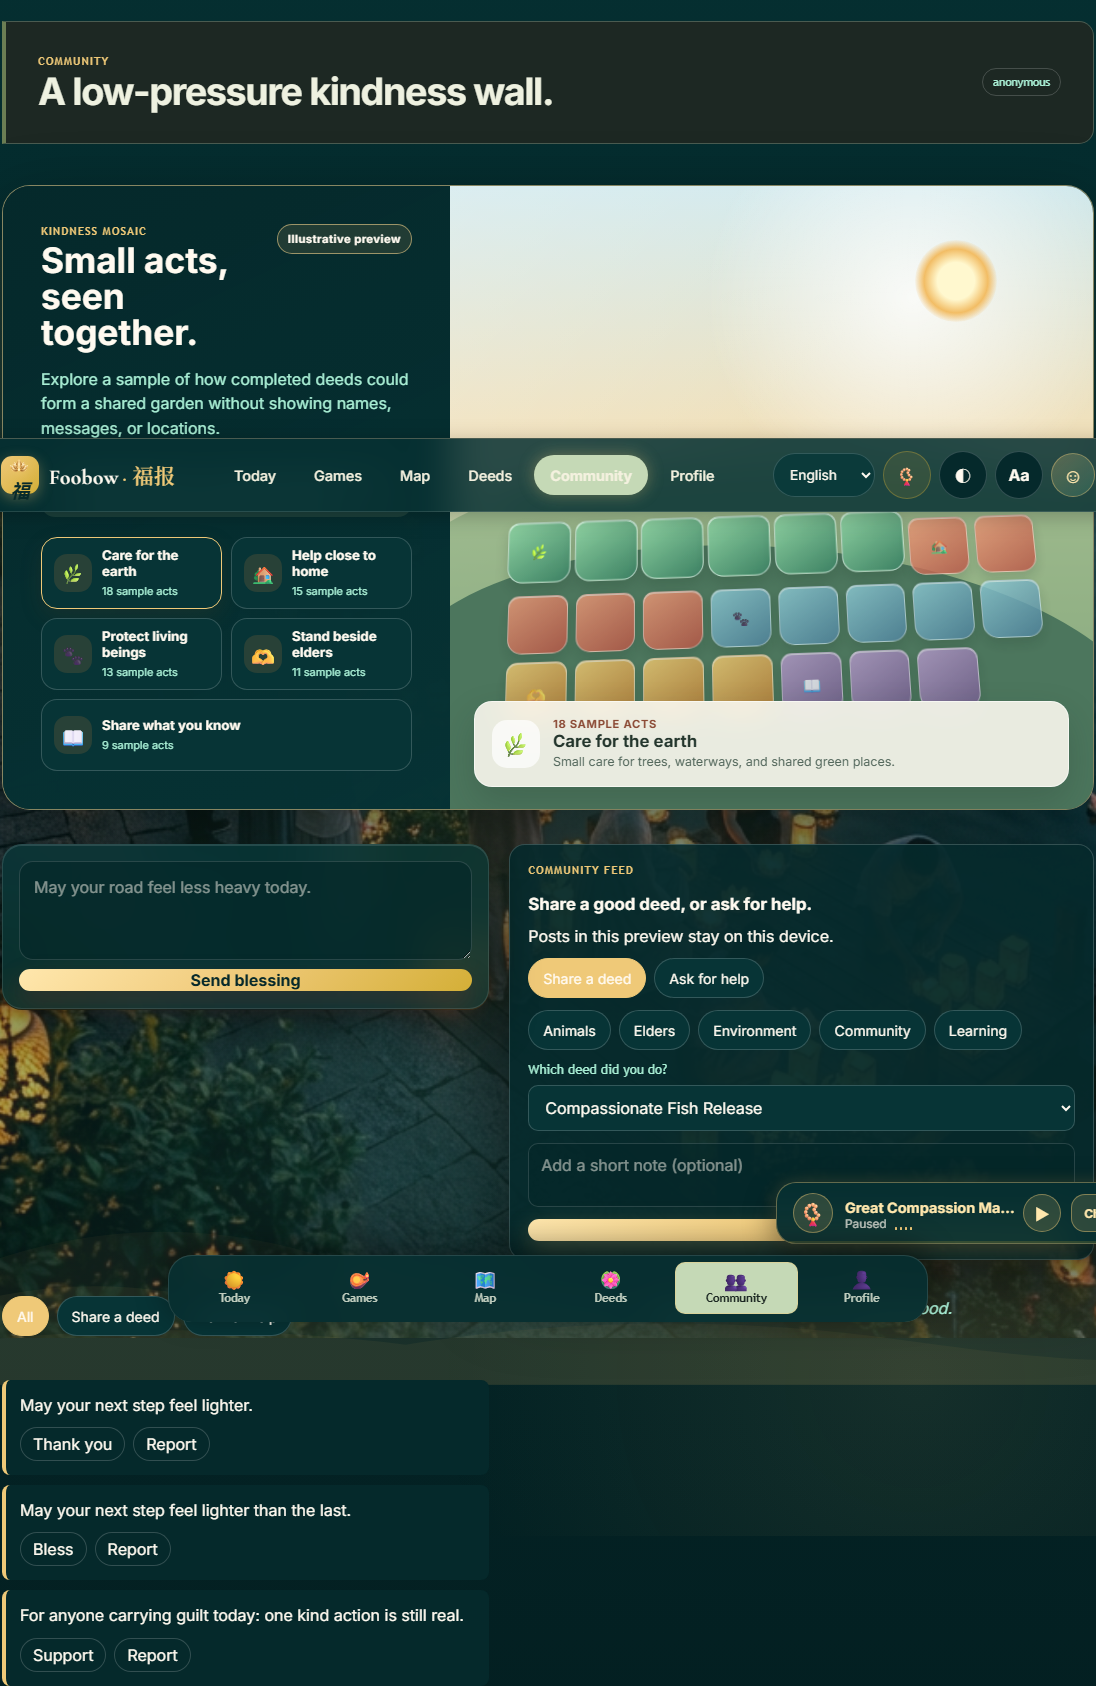 COMMUNITY
A low-pressure kindness wall.
anonymous
KINDNESS MOSAIC
Illustrative preview
Small acts,
seen
together.
Explore a sample of how completed deeds could
form a shared garden without showing names,
messages, or locations.
福
Foobow · 福报
Today
Games
Map
Deeds
Community
Profile
English
Aa
Care for the
earth
18 sample acts
Help close to
home
15 sample acts
Protect living
beings
13 sample acts
Stand beside
elders
11 sample acts
Share what you know
9 sample acts
18 SAMPLE ACTS
Care for the earth
Small care for trees, waterways, and shared green places.
May your road feel less heavy today.
Send blessing
COMMUNITY FEED
Share a good deed, or ask for help.
Posts in this preview stay on this device.
Share a deed
Ask for help
Animals
Elders
Environment
Community
Learning
Which deed did you do?
Compassionate Fish Release
Add a short note (optional)
Great Compassion Ma...
Paused
Today
Games
Map
Deeds
Community
Profile
All
Share a deed
May your next step feel lighter.
Thank you
Report
May your next step feel lighter than the last.
Bless
Report
For anyone carrying guilt today: one kind action is still real.
Support
Report